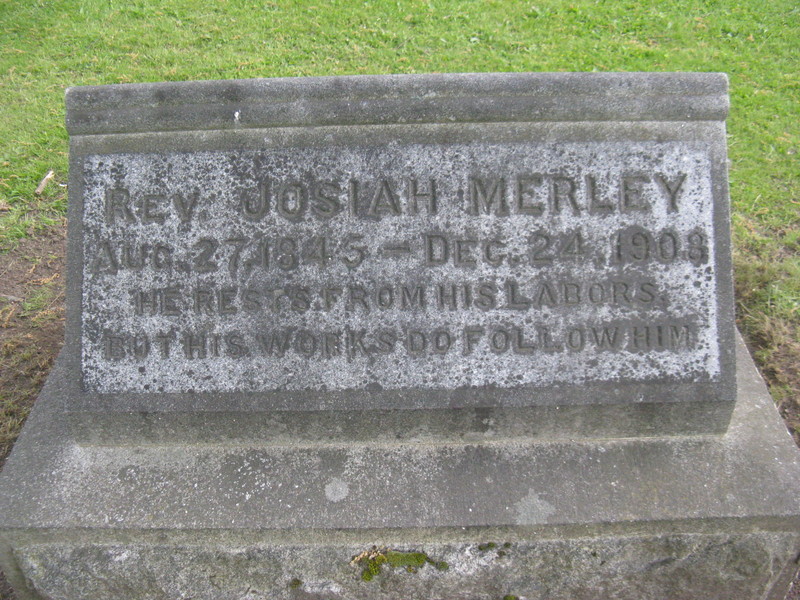 REV. JOSIAH MERLEY
AUG. 27, 1845 – DEC. 24, 1908
HE RESTS FROM HIS LABORS.
BUT HIS WORKS DO FOLLOW HIM